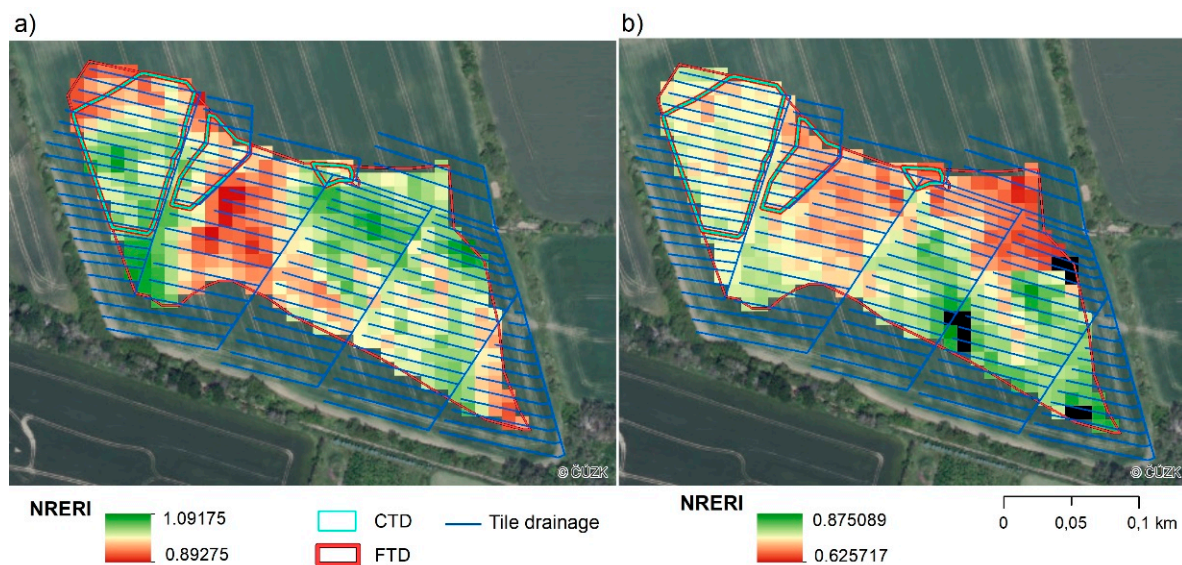 a)
b)
© ČÚZK
© ČÚZK
NRERI
1.09175
0.89275
CTD
FTD
Tile drainage
NRERI
0.875089
0.625717
0 0,05 0,1 km